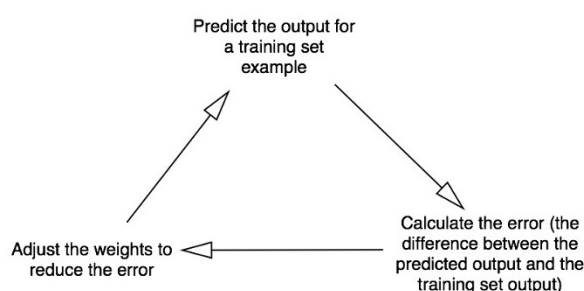 Predict the output for
a training set
example
Calculate the error (the
difference between the
predicted output and the
training set output)
Adjust the weights to
reduce the error